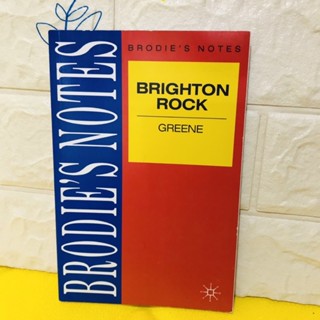 BRODIE'S NOTES
BRODIE'S NOTES
BRIGHTON
ROCK
GREENE